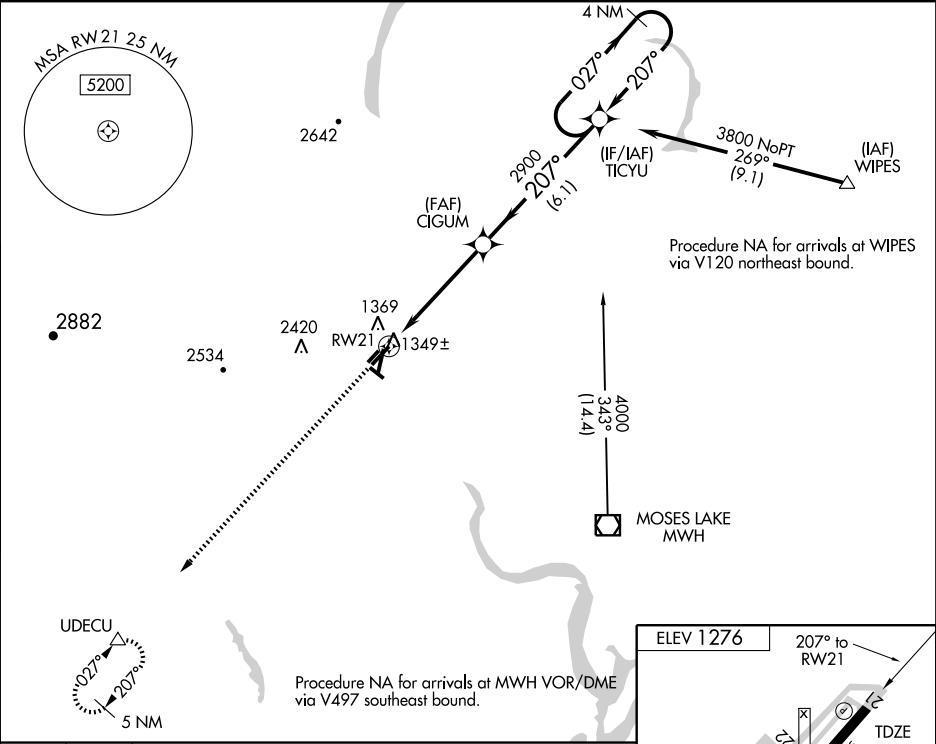 MSA RW21 25 NM
5200
4 NM
027°
207°
2642
(IF/IAF)
TICYU
3800 NoPT
269°
(9.1)
(IAF)
WIPES
2900
207°
(6.1)
(FAF)
CIGUM
Procedure NA for arrivals at WIPES
via V120 northeast bound.
2882
2534
2420
1369
RW21
1349±
4000
343°
(14.4)
MOSES LAKE
MWH
UDECU
027°
207°
5 NM
Procedure NA for arrivals at MWH VOR/DME
via V497 southeast bound.
ELEV 1276
207° to
RW21
21
P
X
22
TDZE